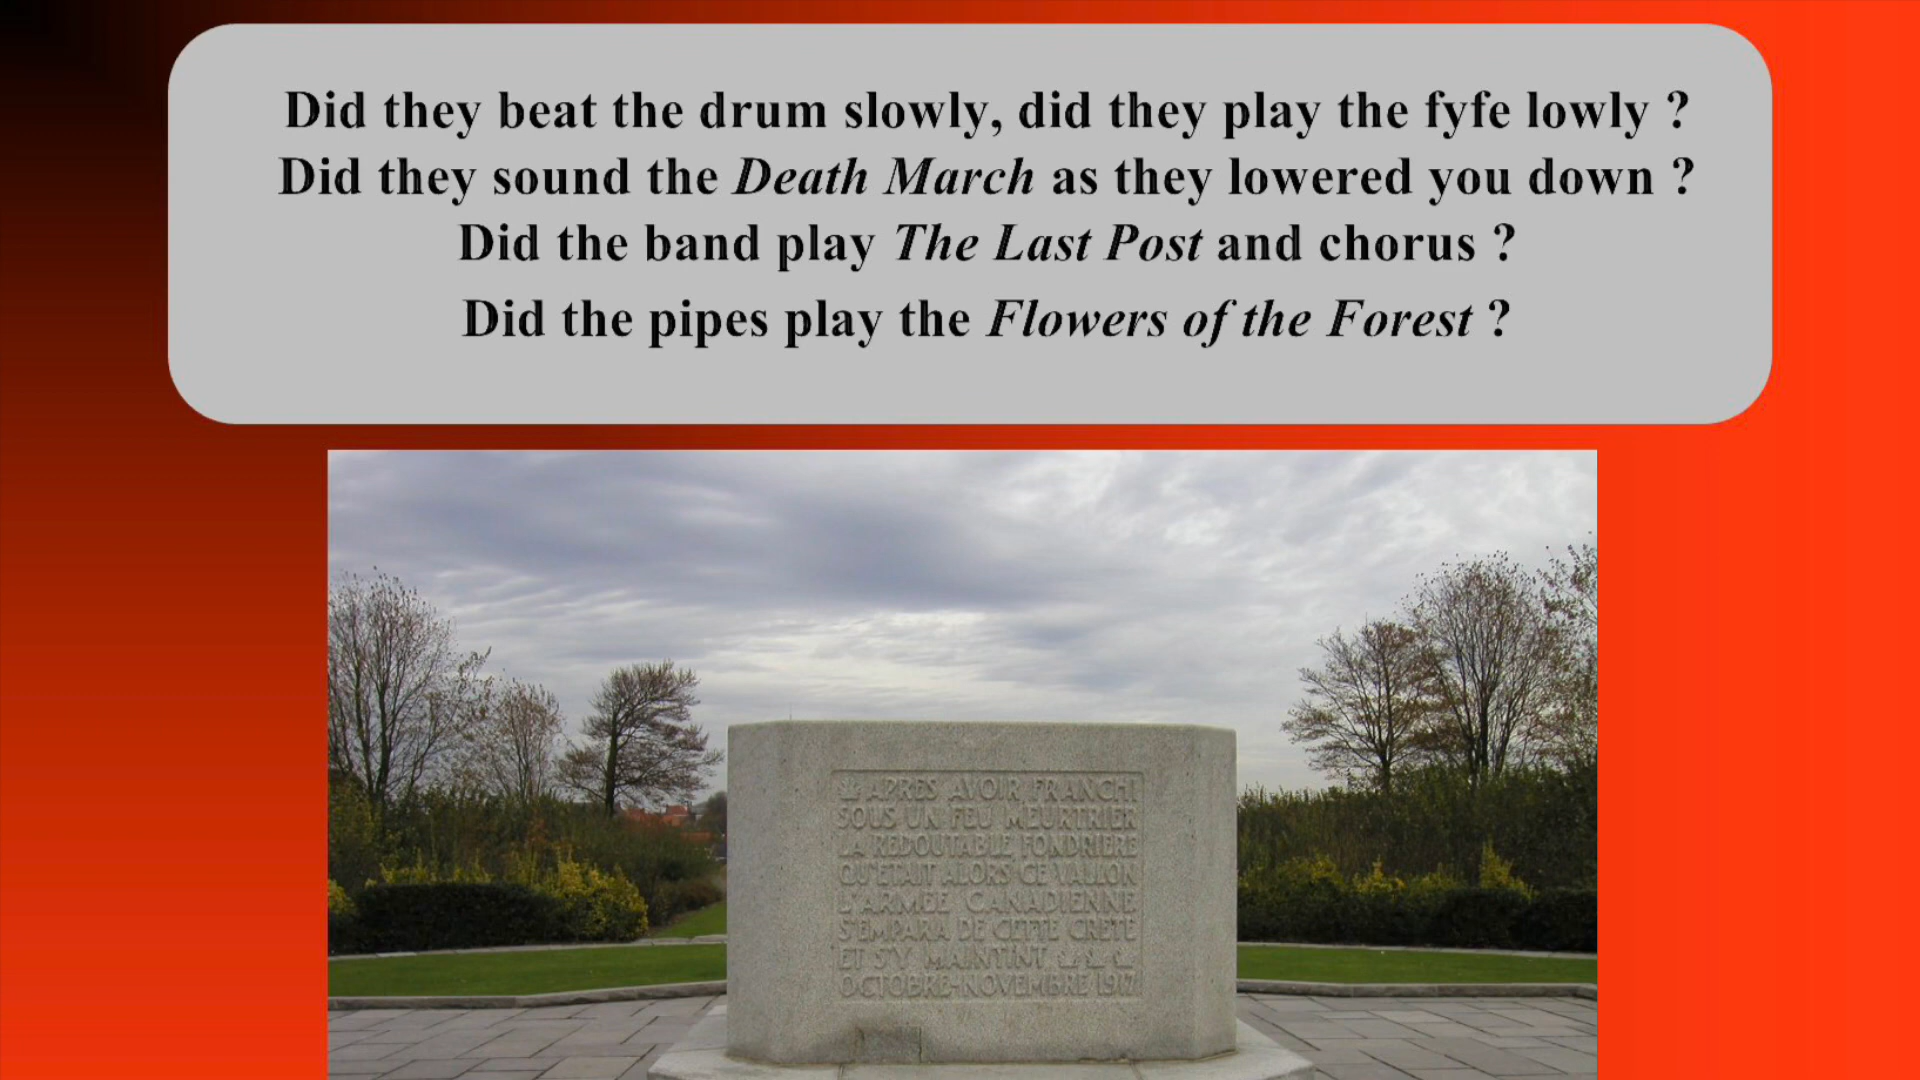 Did they beat the drum slowly, did they play the fyfe lowly ?
Did they sound the Death March as they lowered you down ?
Did the band play The Last Post and chorus ?
Did the pipes play the Flowers of the Forest ?
APRES AVOIR FRANCHI
SOUS UN FEU MEURTRIER
LA REDOUTABLE FONDRIERE
QU'ETAIT ALORS CE VALLON
L'ARMEE CANADIENNE
S'EMPARA DE CETTE CRETE
ET S'Y MAINTINT
OCTOBRE-NOVEMBRE 1917